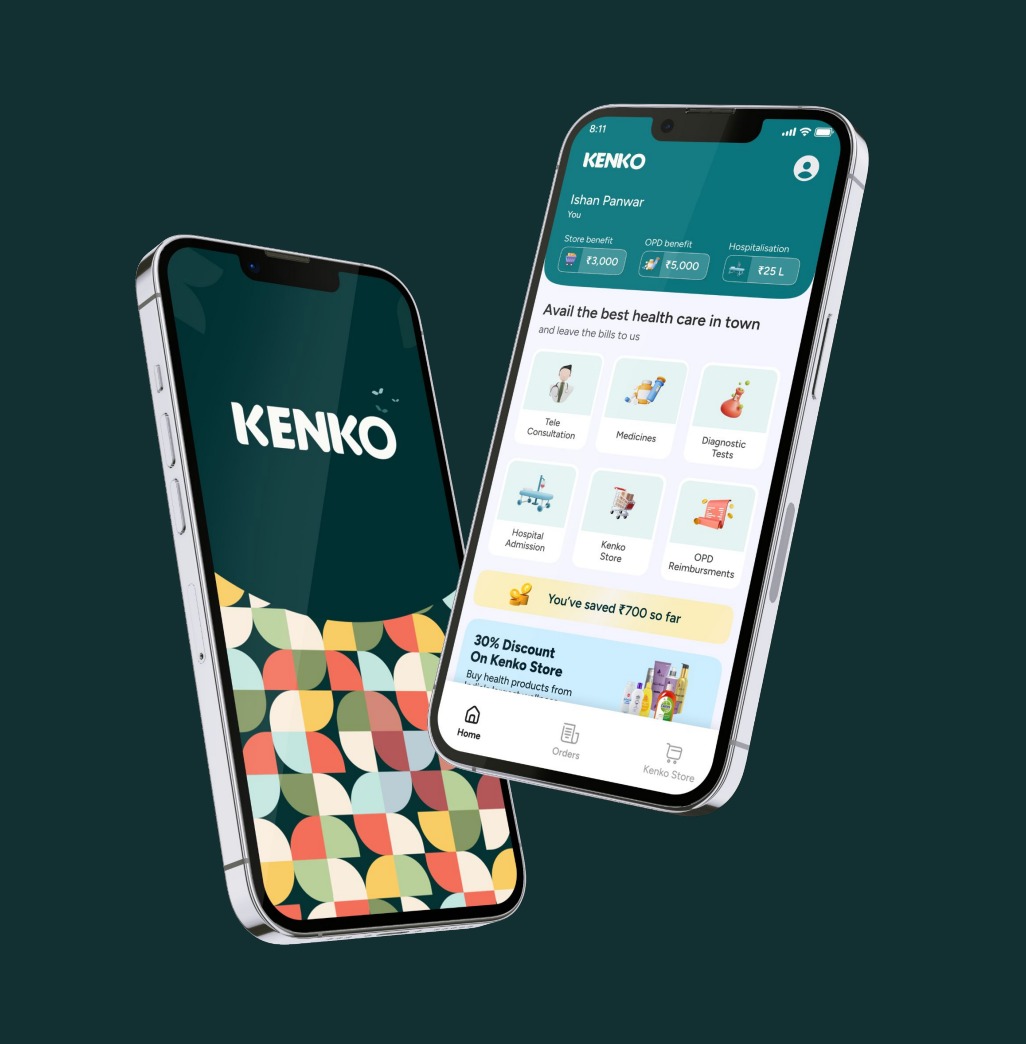 KENKO
8:11
KENKO
Ishan Panwar
You
Store benefit
OPD benefit
Hospitalisation
₹3,000
₹5,000
₹25 L
Avail the best health care in town
and leave the bills to us
Tele
Consultation
Medicines
Diagnostic
Tests
Hospital
Admission
Kenko
Store
OPD
Reimbursments
You've saved ₹700 so far
30% Discount
On Kenko Store
Buy health products from
Home
Orders
Kenko Store